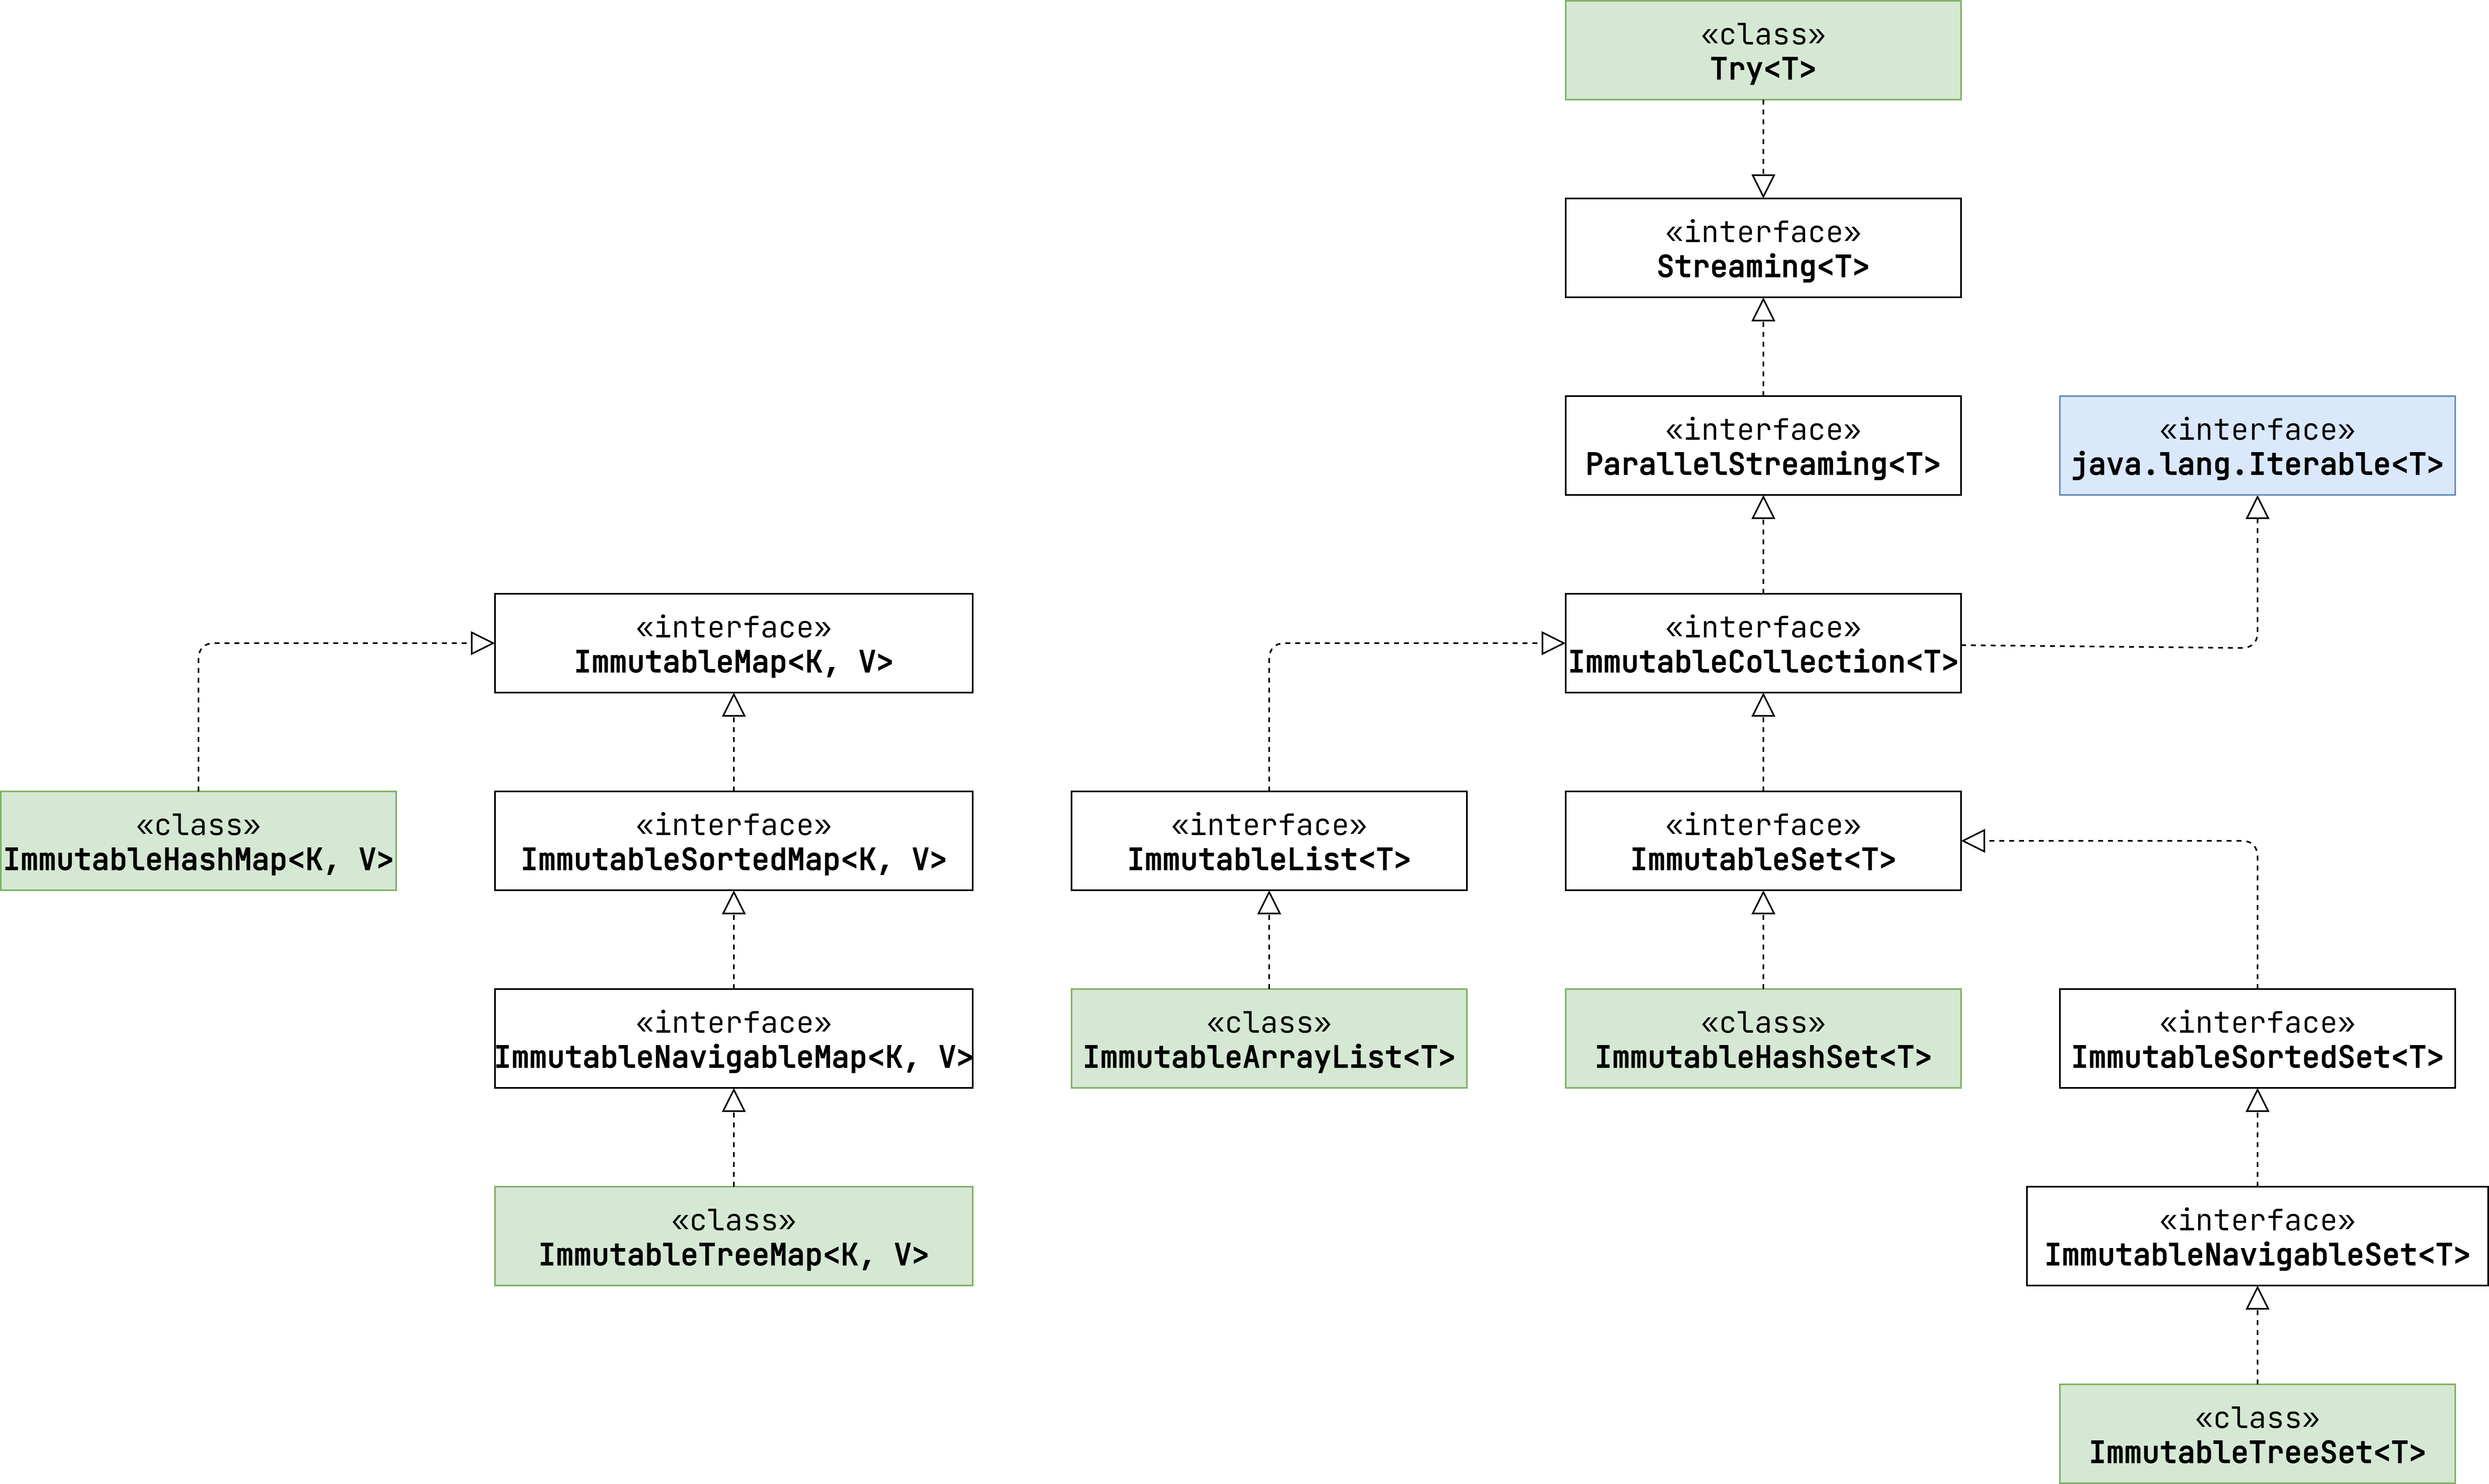 «class»
Try<T>
«interface»
Streaming<T>
«interface»
ParallelStreaming<T>
«interface»
java.lang.Iterable<T>
«interface»
ImmutableMap<K, V>
«interface»
ImmutableCollection<T>
«class»
ImmutableHashMap<K, V>
«interface»
ImmutableSortedMap<K, V>
«interface»
ImmutableList<T>
«interface»
ImmutableSet<T>
«interface»
ImmutableNavigableMap<K, V>
«class»
ImmutableArrayList<T>
«class»
ImmutableHashSet<T>
«interface»
ImmutableSortedSet<T>
«class»
ImmutableTreeMap<K, V>
«interface»
ImmutableNavigableSet<T>
«class»
ImmutableTreeSet<T>